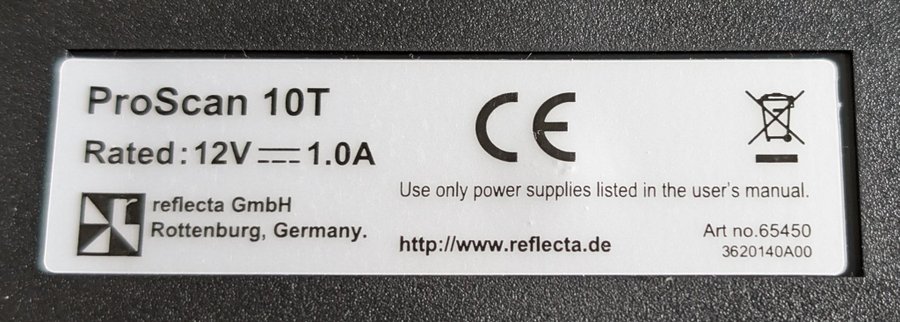 ProScan 10T
Rated: 12V ⎓ 1.0A
reflecta GmbH
Rottenburg, Germany.
CE
Use only power supplies listed in the user's manual.
http://www.reflecta.de
Art no.65450
3620140A00